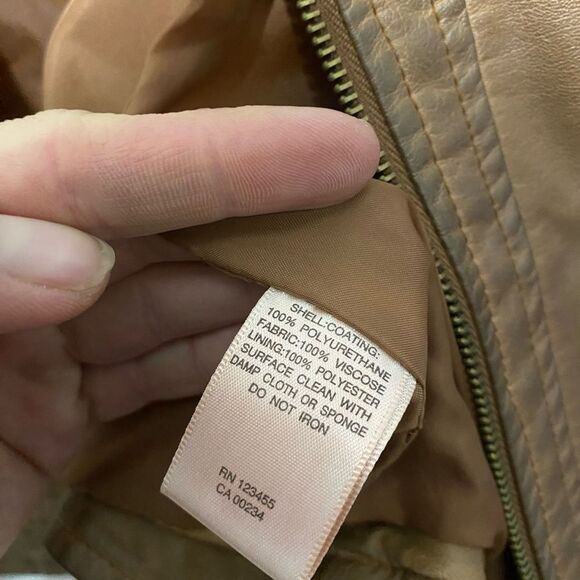 SHELL:COATING:
100% POLYURETHANE
FABRIC:100% VISCOSE
LINING:100% POLYESTER
SURFACE CLEAN WITH
DAMP CLOTH OR SPONGE
DO NOT IRON
RN 123455
CA 00234